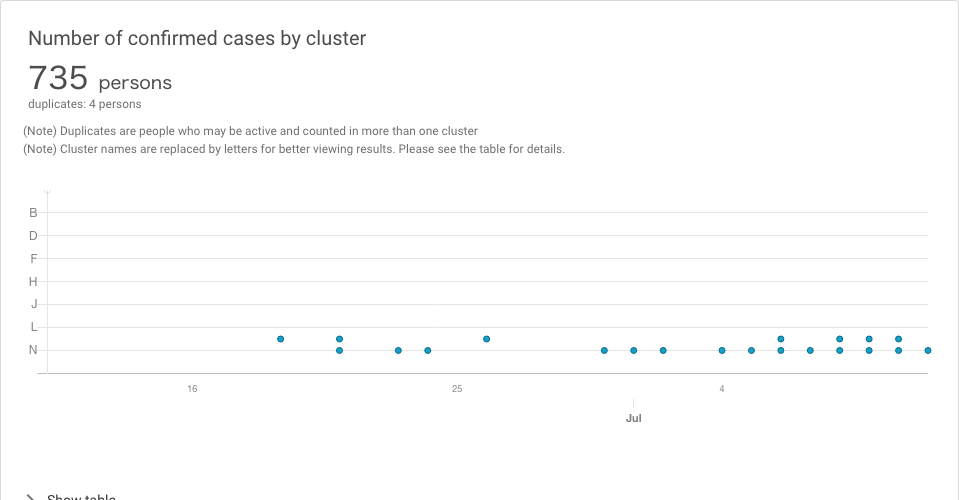 Number of confirmed cases by cluster
735 persons
duplicates: 4 persons
(Note) Duplicates are people who may be active and counted in more than one cluster
(Note) Cluster names are replaced by letters for better viewing results. Please see the table for details.
B
D
F
H
J
L
N
16 25 4
Jul
Show table